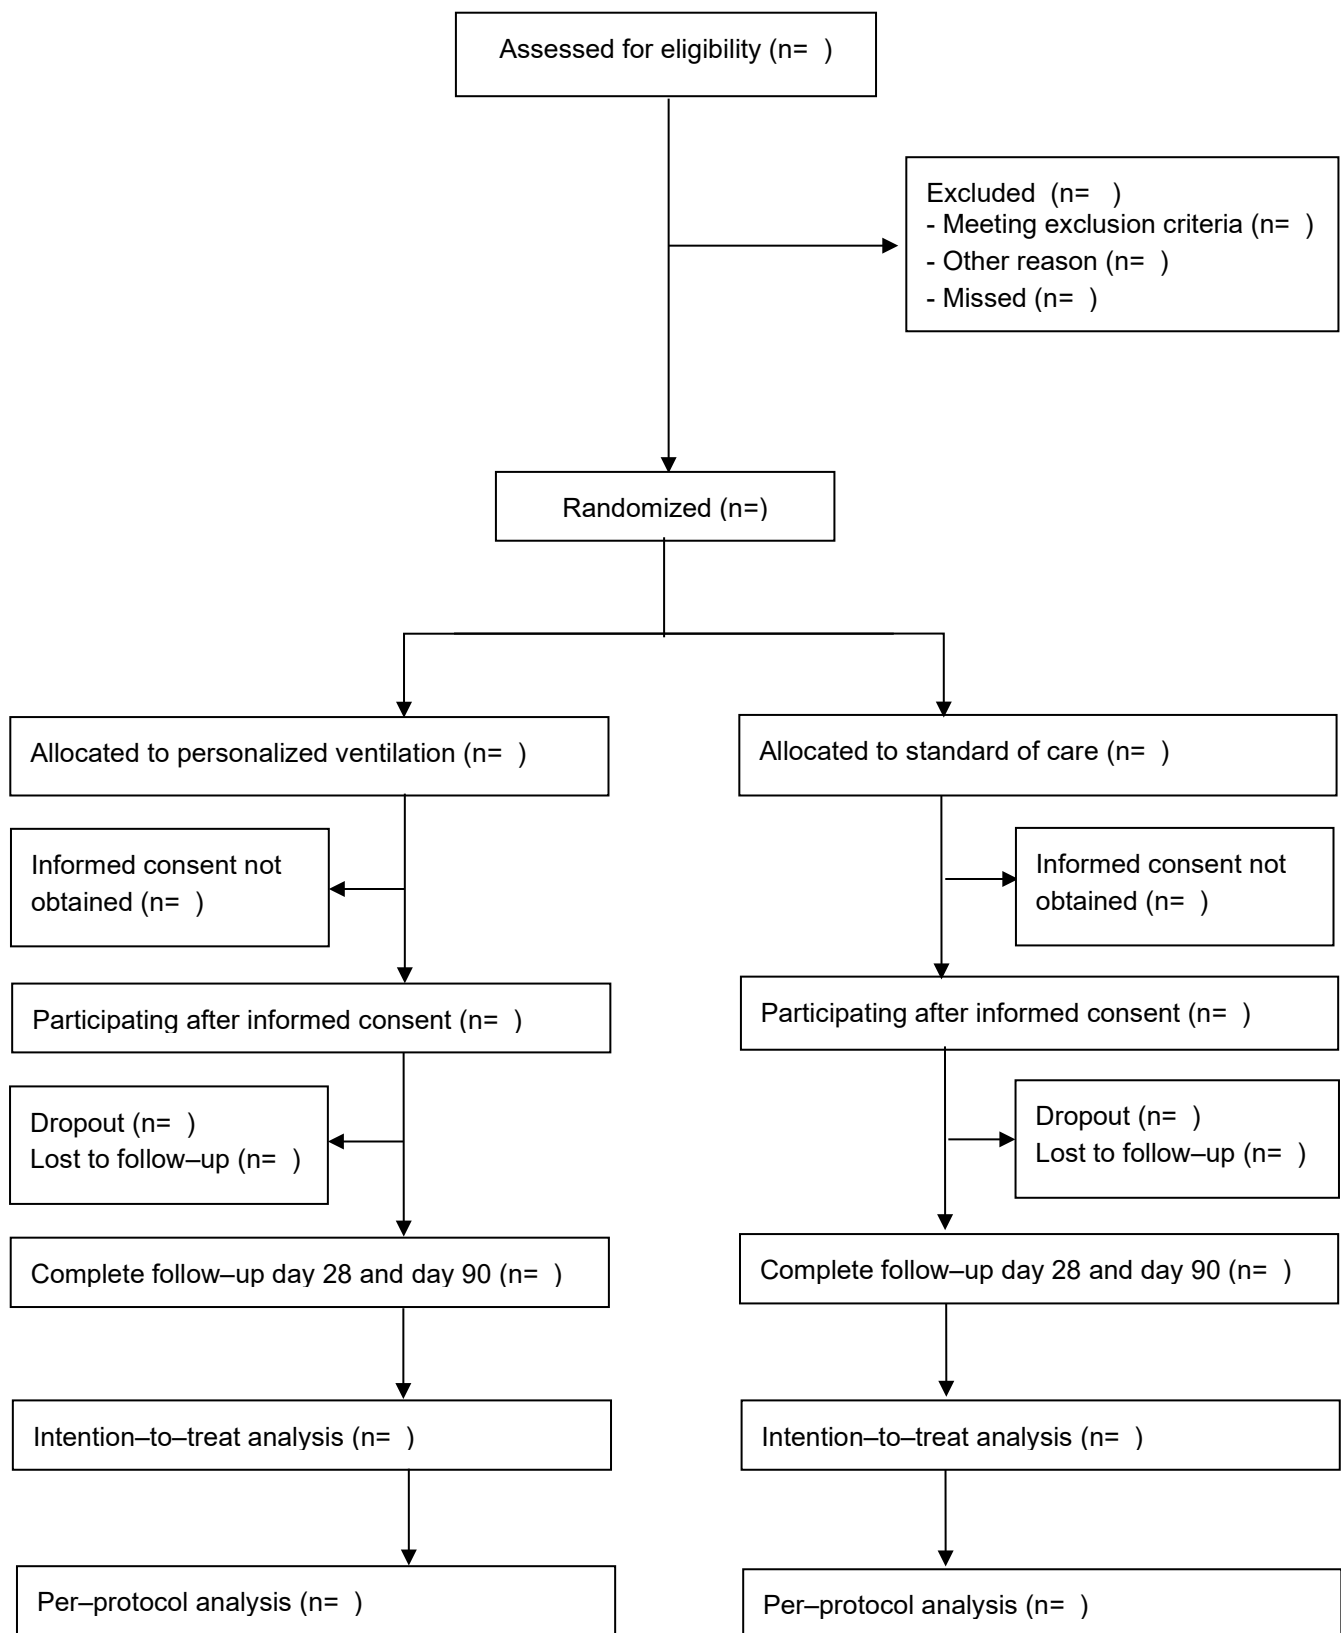 Assessed for eligibility (n=  )
Excluded  (n=   )
- Meeting exclusion criteria (n=  )
- Other reason (n=  )
- Missed (n=  )
Randomized (n=)
Allocated to personalized ventilation (n=  )
Allocated to standard of care (n=  )
Informed consent not
obtained (n=  )
Informed consent not
obtained (n=  )
Participating after informed consent (n=  )
Participating after informed consent (n=  )
Dropout (n=  )
Lost to follow–up (n=  )
Dropout (n=  )
Lost to follow–up (n=  )
Complete follow–up day 28 and day 90 (n=  )
Complete follow–up day 28 and day 90 (n=  )
Intention–to–treat analysis (n=  )
Intention–to–treat analysis (n=  )
Per–protocol analysis (n=  )
Per–protocol analysis (n=  )